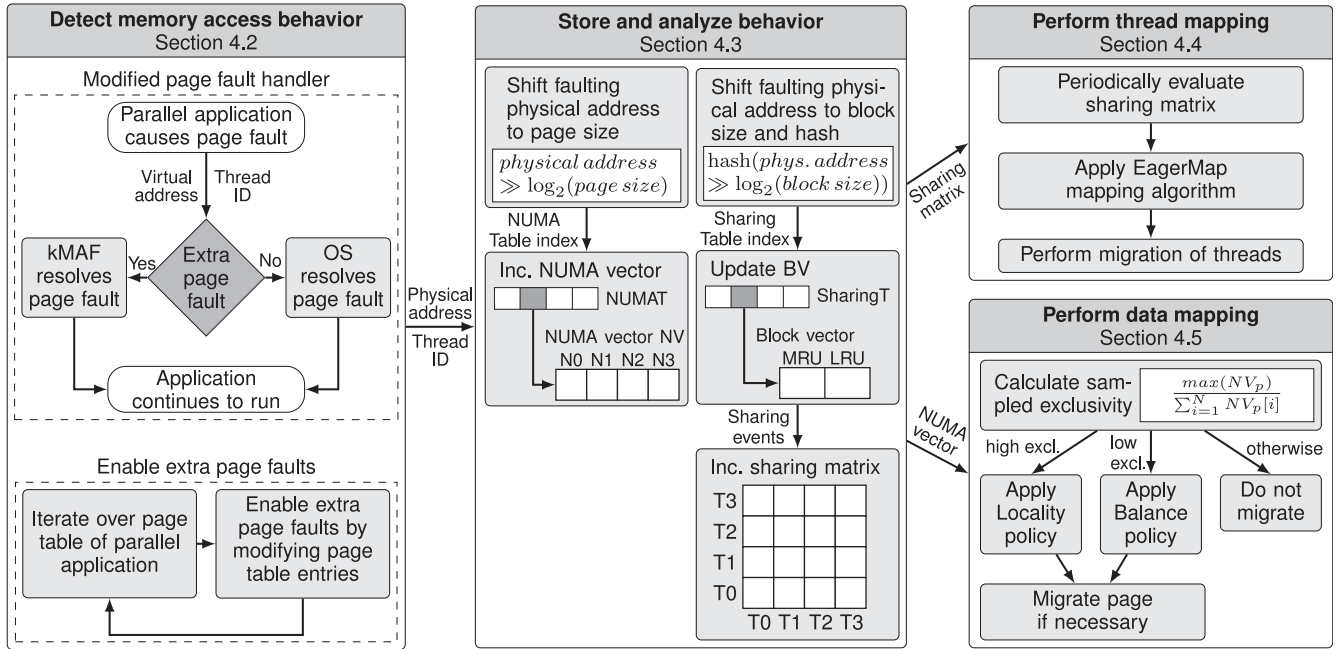 Detect memory access behavior
Section 4.2
Modified page fault handler
Parallel application
causes page fault
Virtual
address
Thread
ID
kMAF
resolves
page fault
Yes
Extra
page
fault
No
OS
resolves
page fault
Application
continues to run
Enable extra page faults
Iterate over page
table of parallel
application
Enable extra
page faults by
modifying page
table entries
Physical
address
Thread
ID
Store and analyze behavior
Section 4.3
Shift faulting
physical address
to page size
physical address
≫ log₂(page size)
NUMA
Table index
Inc. NUMA vector
NUMAT
NUMA vector NV
N0 N1 N2 N3
Shift faulting physi-
cal address to block
size and hash
hash(phys. address
≫ log₂(block size))
Sharing
Table index
Update BV
SharingT
Block vector
MRU LRU
Sharing
events
Inc. sharing matrix
T3
T2
T1
T0
T0 T1 T2 T3
Sharing
matrix
NUMA
vector
Perform thread mapping
Section 4.4
Periodically evaluate
sharing matrix
Apply EagerMap
mapping algorithm
Perform migration of threads
Perform data mapping
Section 4.5
Calculate sam-
pled exclusivity
max(NVₚ)
∑ᴺᵢ₌₁ NVₚ[i]
high excl.
low
excl.
otherwise
Apply
Locality
policy
Apply
Balance
policy
Do not
migrate
Migrate page
if necessary